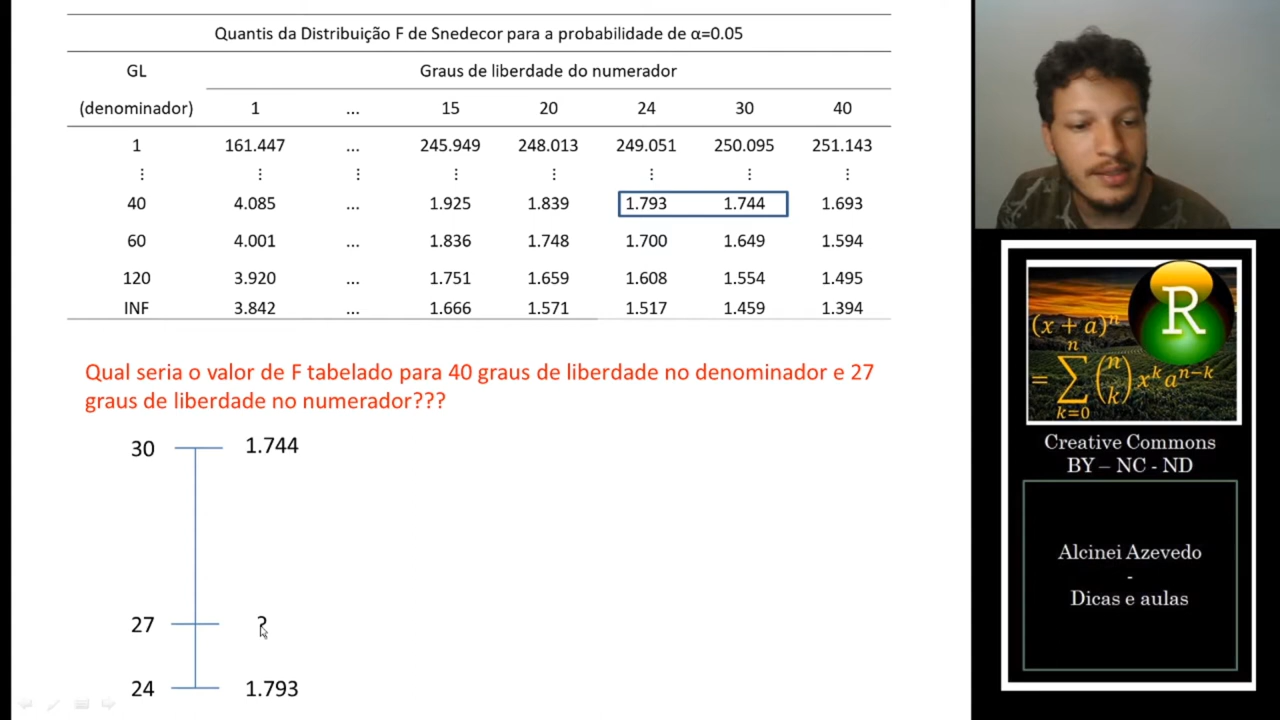 Quantis da Distribuição F de Snedecor para a probabilidade de α=0.05
GL Graus de liberdade do numerador
(denominador) 1 ... 15 20 24 30 40
1 161.447 ... 245.949 248.013 249.051 250.095 251.143
⋮ ⋮ ⋮ ⋮ ⋮ ⋮ ⋮ ⋮
40 4.085 ... 1.925 1.839 1.793 1.744 1.693
60 4.001 ... 1.836 1.748 1.700 1.649 1.594
120 3.920 ... 1.751 1.659 1.608 1.554 1.495
INF 3.842 ... 1.666 1.571 1.517 1.459 1.394
Qual seria o valor de F tabelado para 40 graus de liberdade no denominador e 27
graus de liberdade no numerador???
30 1.744
27 ?
24 1.793
R
(x + a)^n
= ∑_{k=0}^{n} (n k) x^k a^{n−k}
Creative Commons
BY – NC - ND
Alcinei Azevedo
-
Dicas e aulas